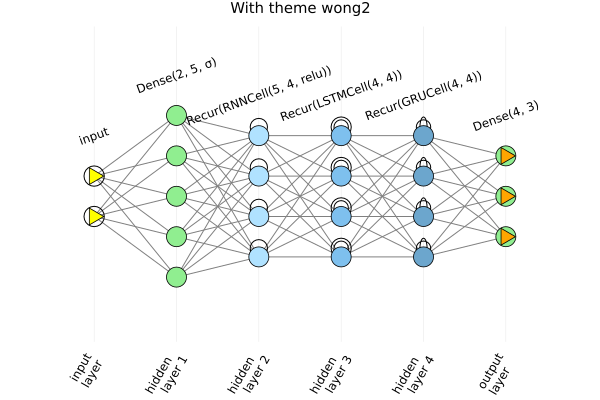 With theme wong2
input
Dense(2, 5, σ)
Recur(RNNCell(5, 4, relu))
Recur(LSTMCell(4, 4))
Recur(GRUCell(4, 4))
Dense(4, 3)
input
layer
hidden
layer 1
hidden
layer 2
hidden
layer 3
hidden
layer 4
output
layer